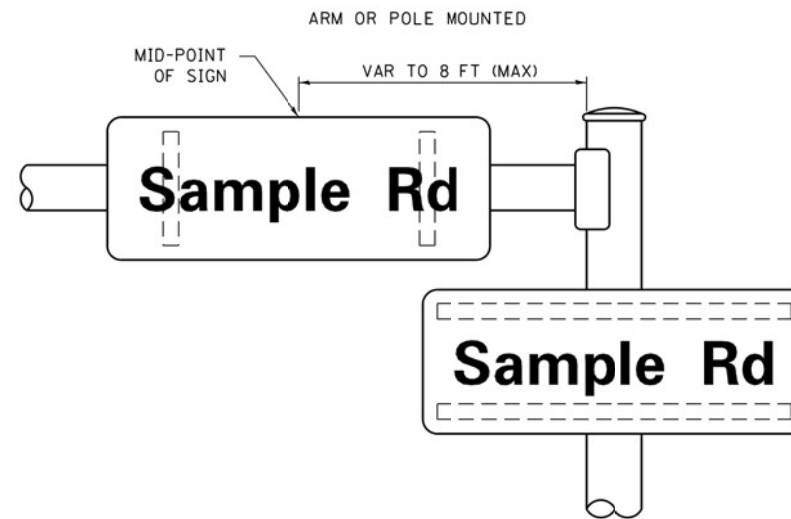 ARM OR POLE MOUNTED
MID-POINT
OF SIGN
VAR TO 8 FT (MAX)
Sample Rd
Sample Rd